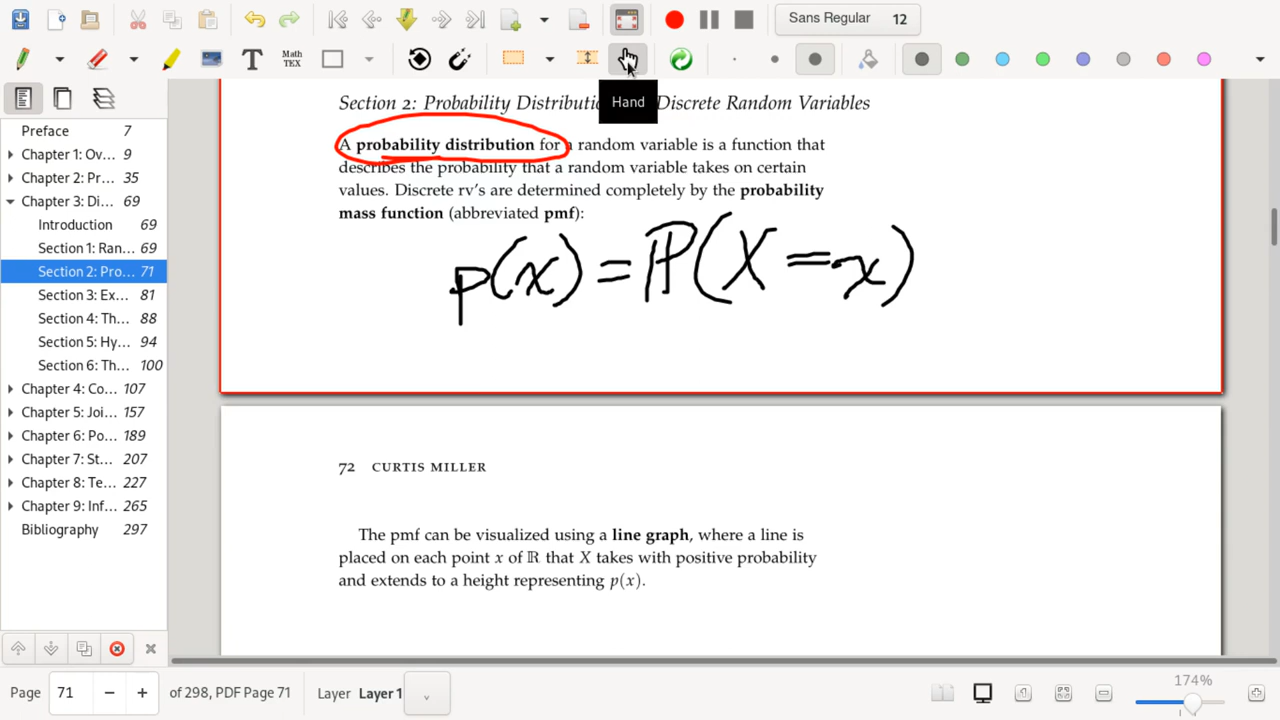 Sans Regular 12
Math
TEX
Hand
Preface 7
Chapter 1: Ov... 9
Chapter 2: Pr... 35
Chapter 3: Di... 69
Introduction 69
Section 1: Ran... 69
Section 2: Pro... 71
Section 3: Ex... 81
Section 4: Th... 88
Section 5: Hy... 94
Section 6: Th... 100
Chapter 4: Co... 107
Chapter 5: Joi... 157
Chapter 6: Po... 189
Chapter 7: St... 207
Chapter 8: Te... 227
Chapter 9: Inf... 265
Bibliography 297
Section 2: Probability Distributio Discrete Random Variables
A probability distribution for a random variable is a function that
describes the probability that a random variable takes on certain
values. Discrete rv's are determined completely by the probability
mass function (abbreviated pmf):
p(x) = ℙ(X = x)
72 CURTIS MILLER
The pmf can be visualized using a line graph, where a line is
placed on each point x of ℝ that X takes with positive probability
and extends to a height representing p(x).
Page 71 − + of 298, PDF Page 71 Layer Layer 1 174%